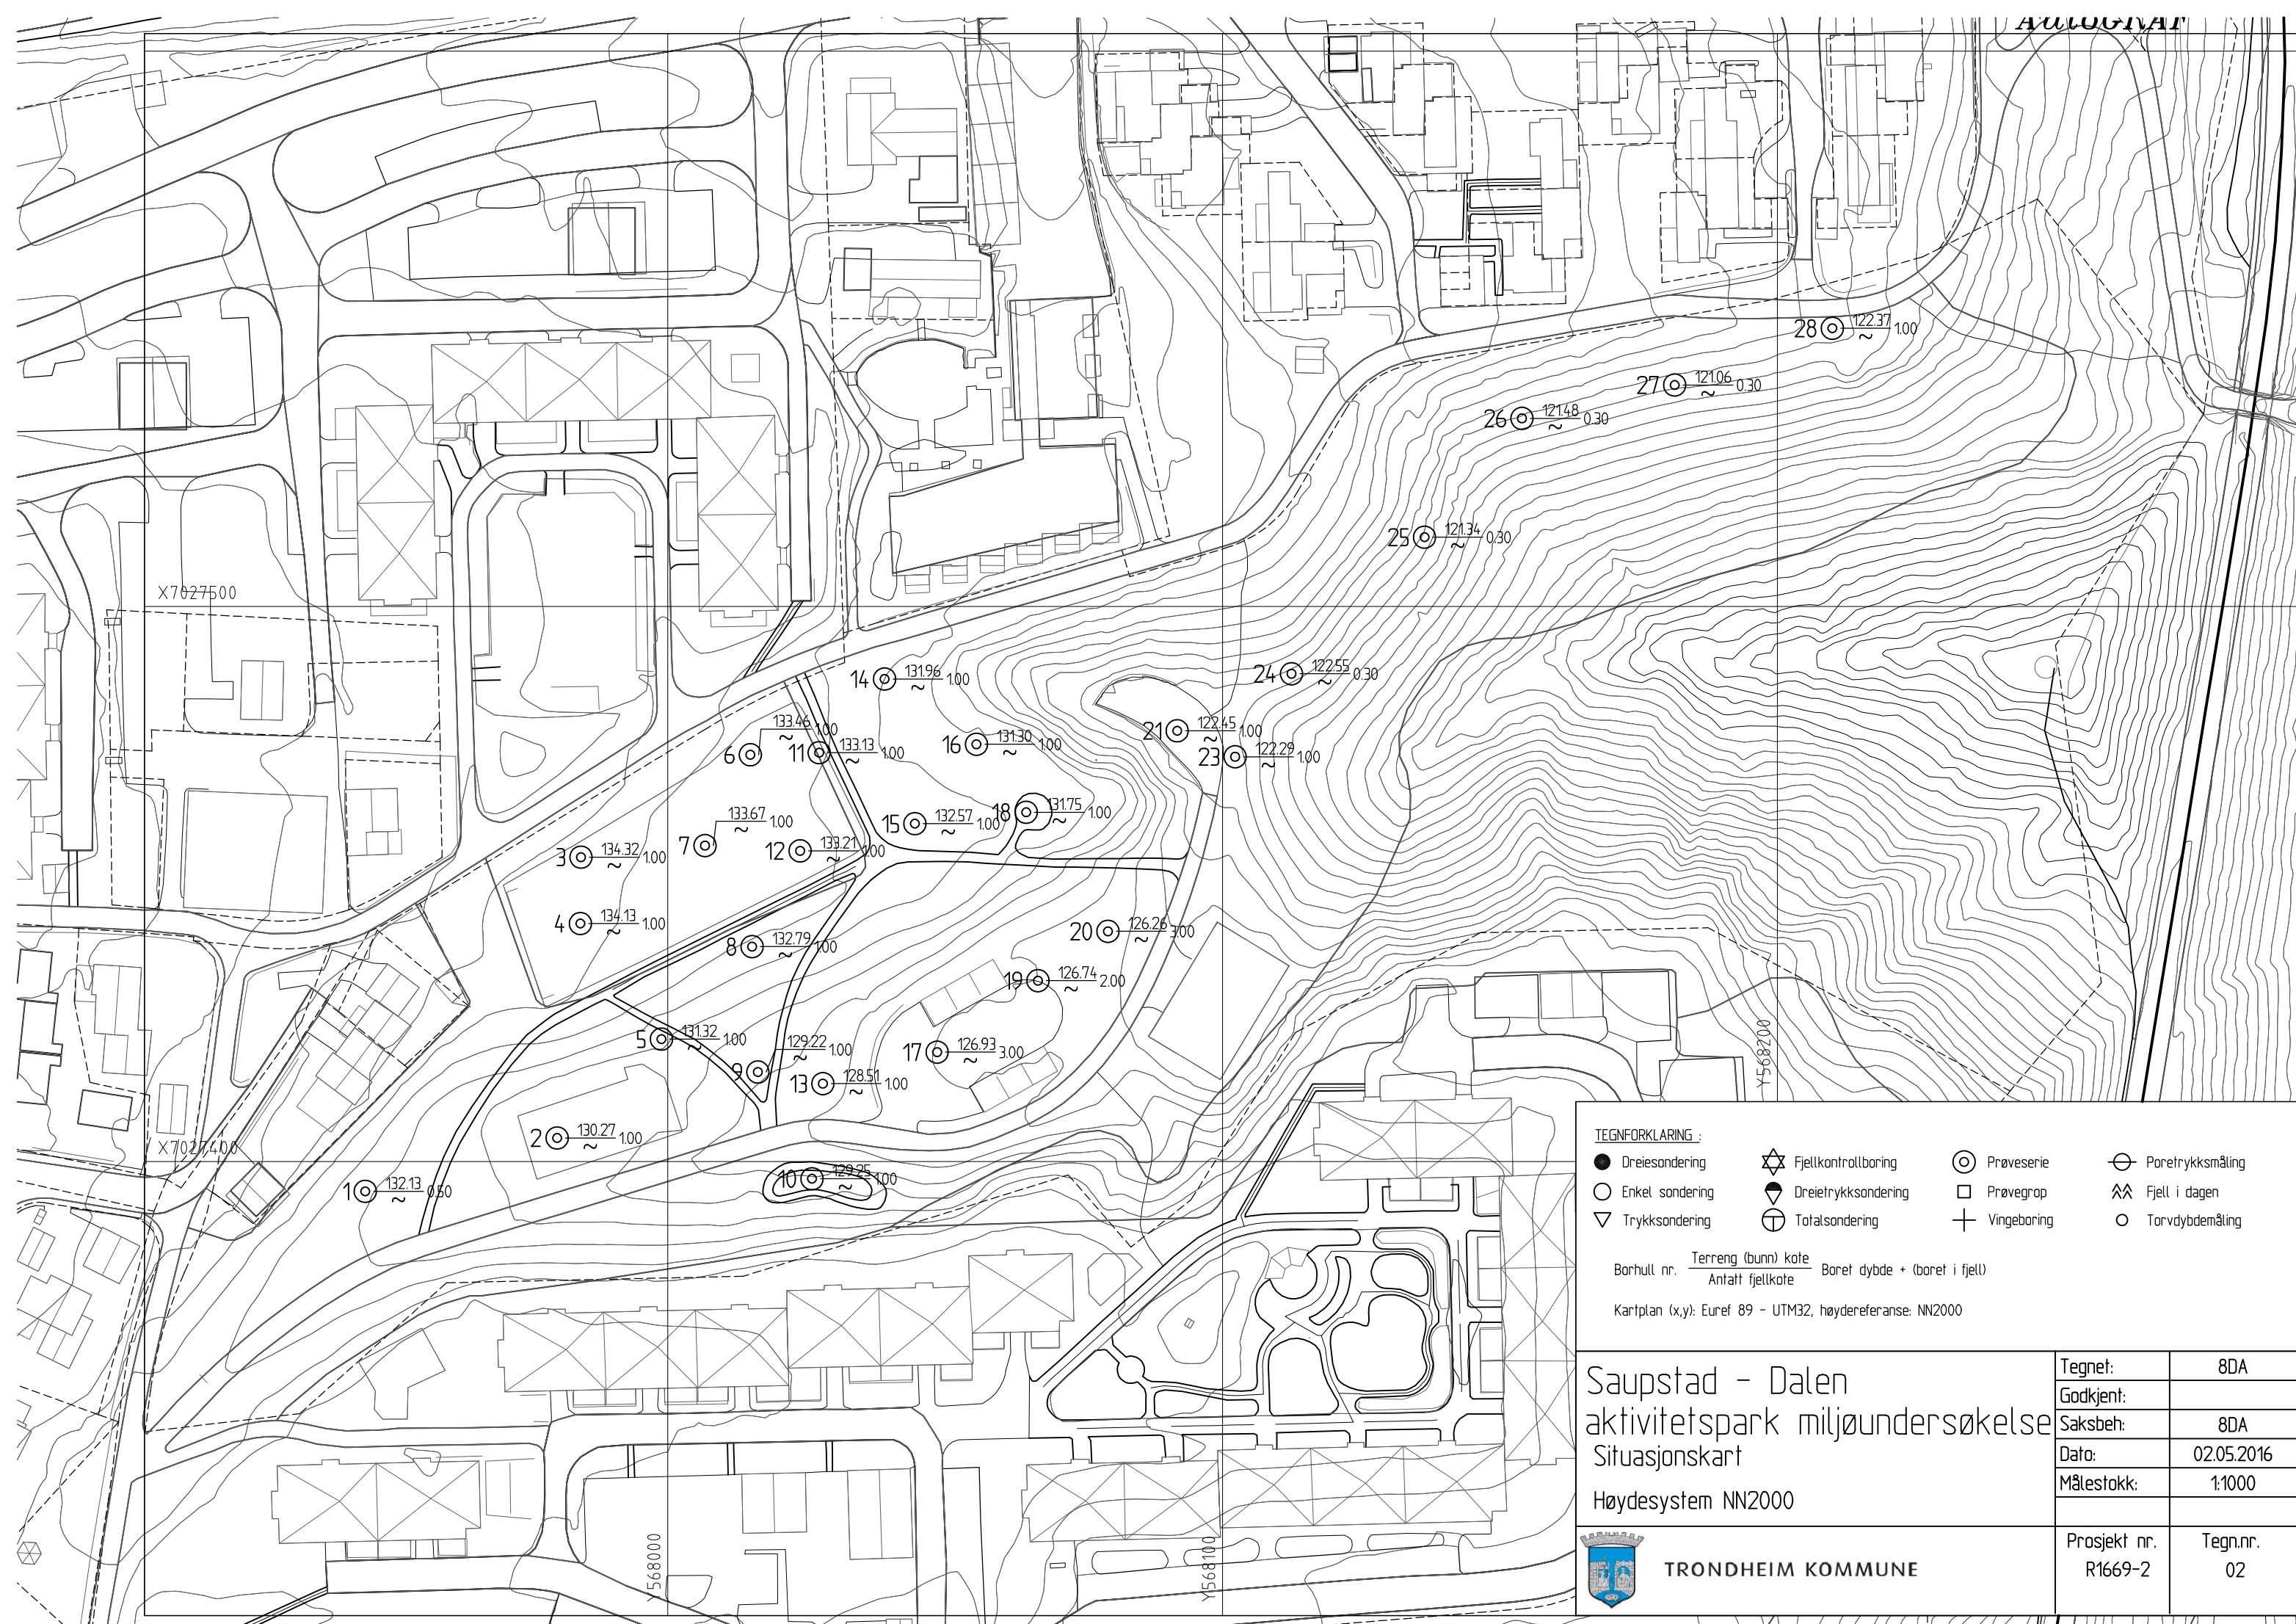 AutoGRAF
28 122.37 1.00
~
27 121.06 0.30
~
26 121.48 0.30
~
25 121.34 0.30
~
X7027500
14 131.96 1.00
~
24 122.55 0.30
~
6 133.46 1.00
~
11 133.13 1.00
~
16 131.30 1.00
~
21 122.45 1.00
~
23 122.29 1.00
~
18 131.75 1.00
~
7 133.67 1.00
~
15 132.57 1.00
~
12 133.21 1.00
~
3 134.32 1.00
~
4 134.13 1.00
~
8 132.79 1.00
~
20 126.26 3.00
~
19 126.74 2.00
~
5 131.32 1.00
~
9 129.22 1.00
~
17 126.93 3.00
~
13 128.51 1.00
~
2 130.27 1.00
~
X7027400
10 129.25 1.00
~
1 132.13 0.50
~
Y568000
Y568100
Y568200
TEGNFORKLARING :
Dreiesondering Fjellkontrollboring Prøveserie Poretrykksmåling
Enkel sondering Dreietrykksondering Prøvegrop Fjell i dagen
Trykksondering Totalsondering Vingeboring Torvdybdemåling
Borhull nr. Terreng (bunn) kote Boret dybde + (boret i fjell)
Antatt fjellkote
Kartplan (x,y): Euref 89 - UTM32, høydereferanse: NN2000
Saupstad - Dalen
aktivitetspark miljøundersøkelse
Situasjonskart
Høydesystem NN2000
Tegnet: 8DA
Godkjent:
Saksbeh: 8DA
Dato: 02.05.2016
Målestokk: 1:1000
TRONDHEIM KOMMUNE
Prosjekt nr. Tegn.nr.
R1669-2 02